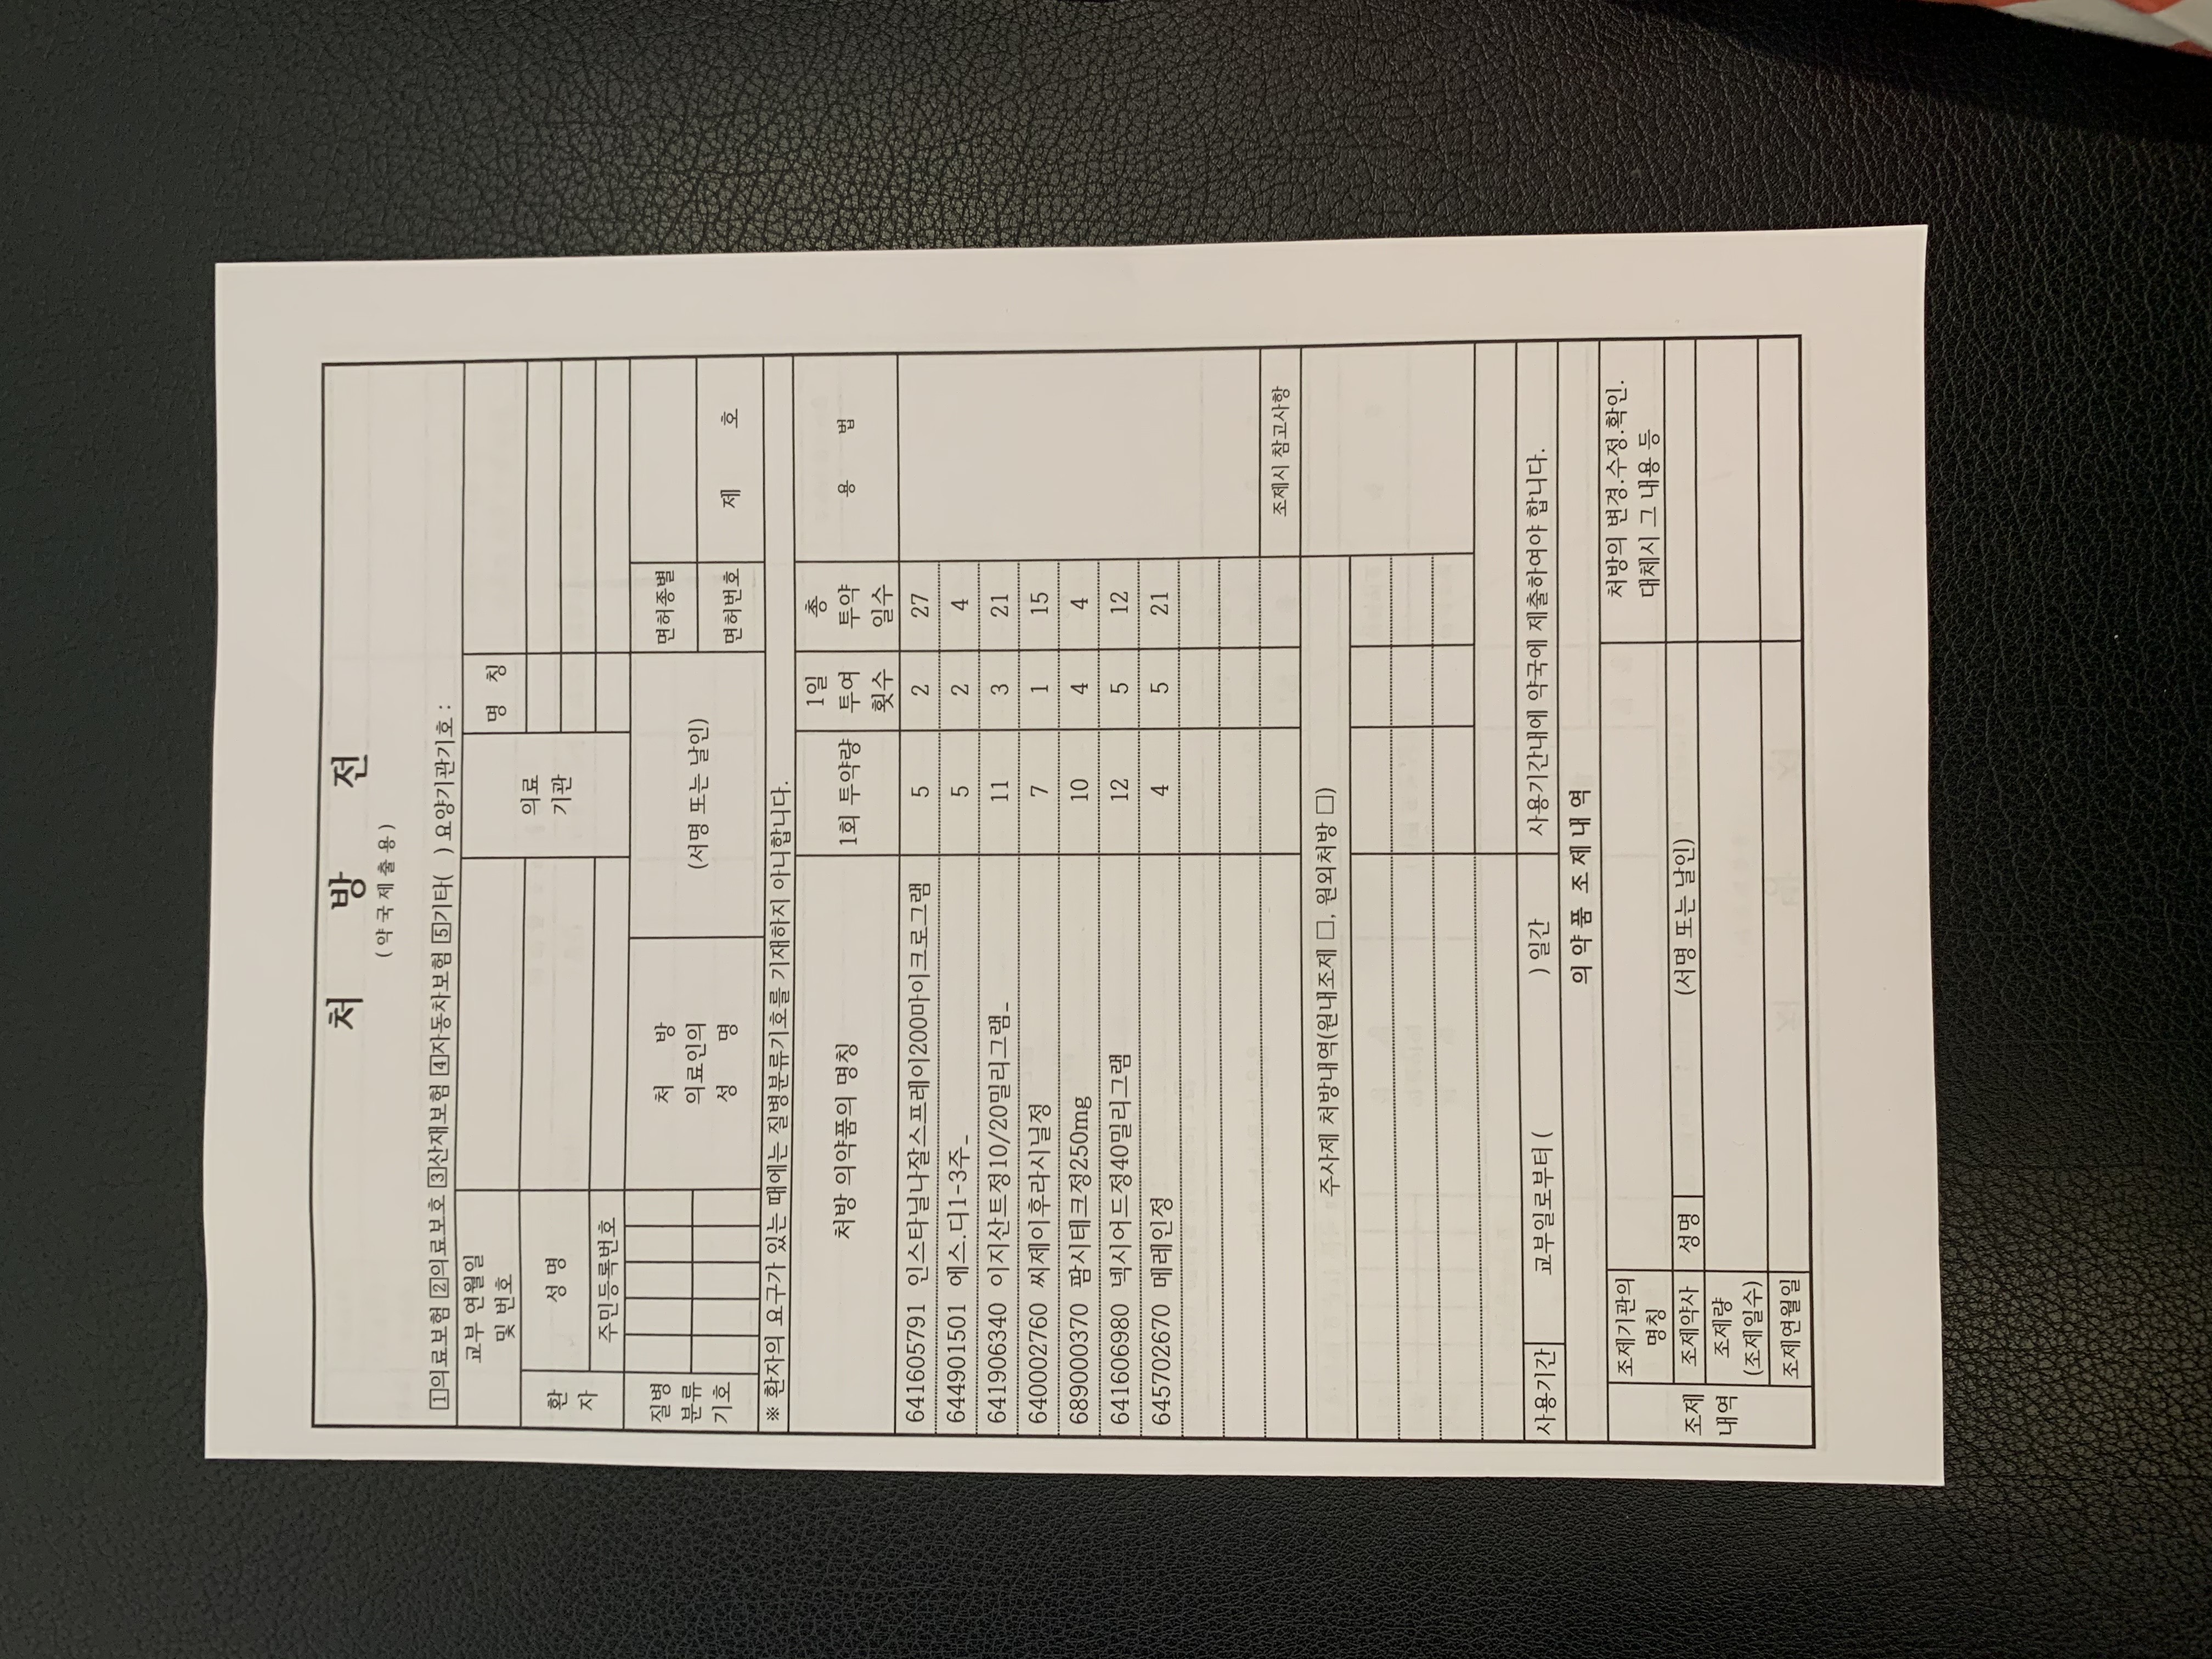 처 방 전
(약국제출용)
1의료보험 2의료보호 3산재보험 4자동차보험 5기타( ) 요양기관기호 :
교부 연월일
및 번호
환
자
성 명
주민등록번호
의료
기관
명 칭
질병
분류
기호
처 방
의료인의
성 명
(서명 또는 날인)
면허종별
면허번호
제 호
※ 환자의 요구가 있는 때에는 질병분류기호를 기재하지 아니합니다.
처방 의약품의 명칭
1회 투약량
1일
투여
횟수
총
투약
일수
용 법
641605791 인스타닐나잘스프레이200마이크로그램 5 2 27
644901501 에스.디1-3주_ 5 2 4
641906340 이지산트정10/20밀리그램_ 11 3 21
640002760 씨제이후라시닐정 7 1 15
689000370 팜시테크정250mg 10 4 4
641606980 넥시어드정40밀리그램 12 5 12
645702670 메레인정 4 5 21
조제시 참고사항
주사제 처방내역(원내조제 □, 원외처방 □)
사용기간 교부일로부터 ( ) 일간 사용기간내에 약국에 제출하여야 합니다.
의약품 조제내역
조제
내역
조제기관의
명칭
처방의 변경.수정.확인.
대체시 그 내용 등
조제약사 성명 (서명 또는 날인)
조제량
(조제일수)
조제연월일